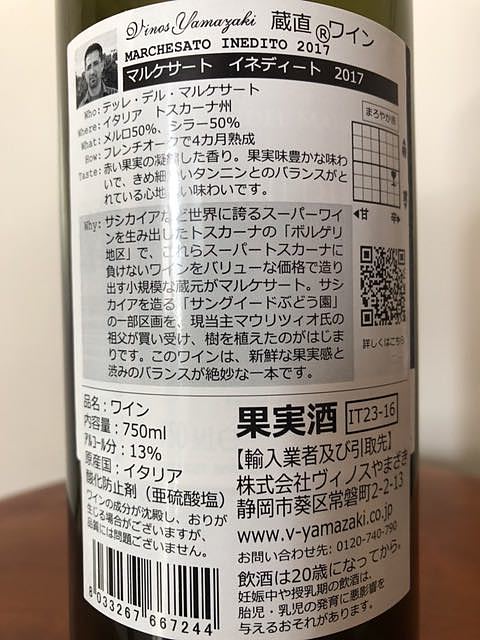 Vinos Yamazaki 蔵直®ワイン
MARCHESATO INEDITO 2017
マルケサート イネディート 2017
Who: テッレ・デル・マルケサート
Where: イタリア トスカーナ州
What: メルロ50%、シラー50%
How: フレンチオークで4カ月熟成
Taste: 赤い果実の凝縮した香り。果実味豊かな味わ
いで、きめ細かいタンニンとのバランスがと
れている心地よい味わいです。
まろやか赤
◀甘 辛▶
詳しくはこちら
Why: サシカイアなど世界に誇るスーパーワイ
ンを生み出したトスカーナの「ボルゲリ
地区」で、これらスーパートスカーナに
負けないワインをバリューな価格で造り
出す小規模な蔵元がマルケサート。サシ
カイアを造る「サングイードぶどう園」
の一部区画を、現当主マウリツィオ氏の
祖父が買い受け、樹を植えたのがはじま
りです。このワインは、新鮮な果実感と
渋みのバランスが絶妙な一本です。
品名:ワイン
内容量:750ml
アルコール分:13%
原産国:イタリア
酸化防止剤(亜硫酸塩)
ワインの成分が沈殿し、おりが
生じる場合がございますが、
品質には問題ございません。
8 033267 667244
果実酒 IT23-16
【輸入業者及び引取先】
株式会社ヴィノスやまざき
静岡市葵区常磐町2-2-13
www.v-yamazaki.co.jp
お問い合わせ先: 0120-740-790
飲酒は20歳になってから。
妊娠中や授乳期の飲酒は、
胎児・乳児の発育に悪影響を
与えるおそれがあります。